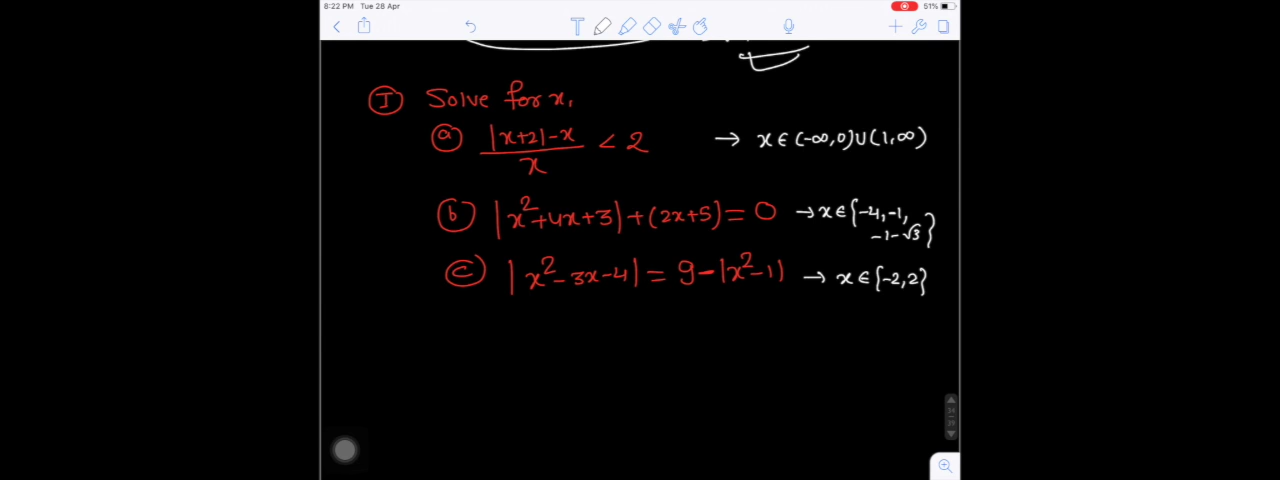 8:22 PM Tue 28 Apr
51%
I Solve for x,
a |x+2|-x / x < 2 → x ∈ (-∞,0)∪(1,∞)
b |x²+4x+3|+(2x+5)=0 → x ∈ {-4,-1,
-1-√3}
c |x²-3x-4|=9-|x²-1| → x ∈ {-2,2}